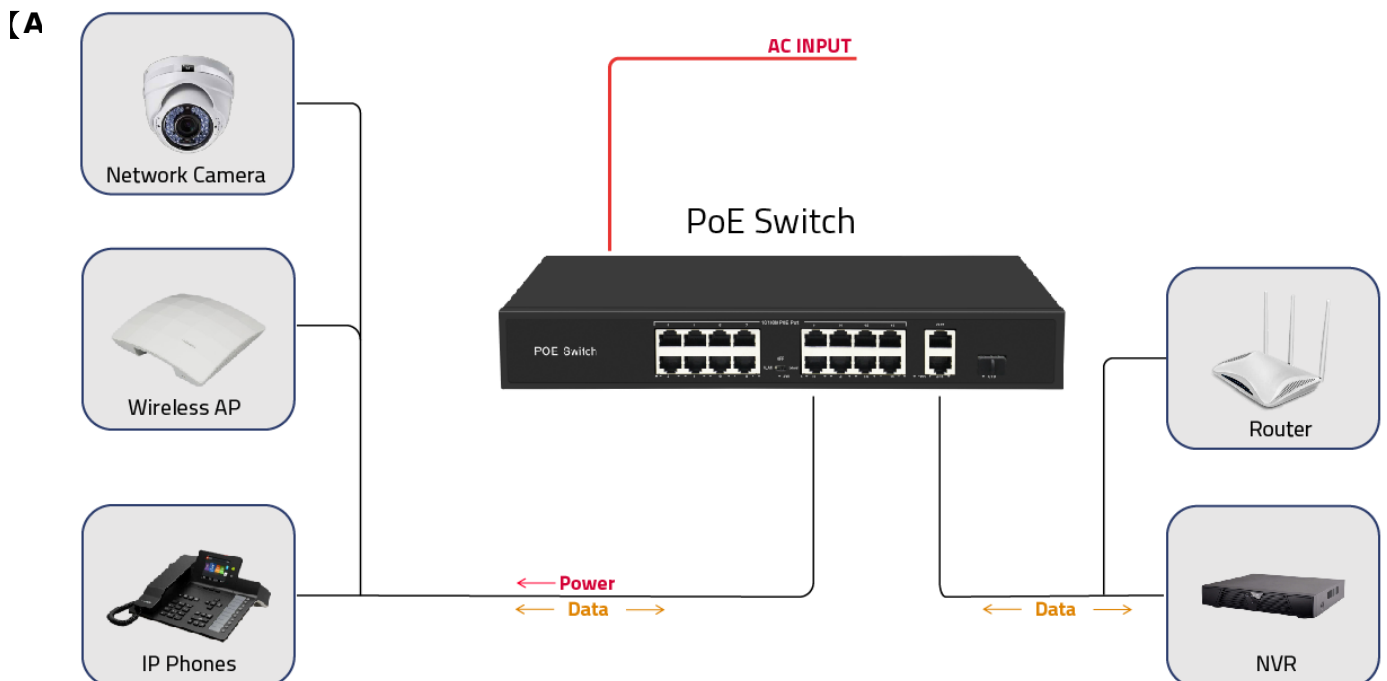 【A
AC INPUT
Network Camera
PoE Switch
POE Switch
Wireless AP
Router
Power
Data
Data
IP Phones
NVR